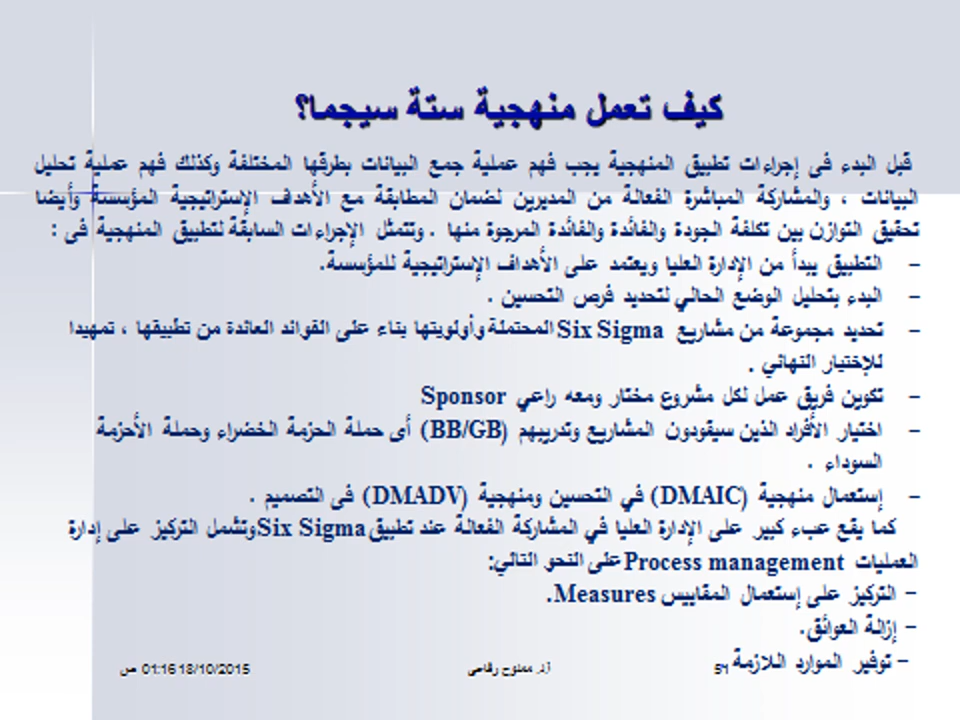 كيف تعمل منهجية ستة سيجما؟
قبل البدء فى إجراءات تطبيق المنهجية يجب فهم عملية جمع البيانات بطرقها المختلفة وكذلك فهم عملية تحليل
البيانات ، والمشاركة المباشرة الفعالة من المديرين لضمان المطابقة مع الأهداف الإستراتيجية المؤسسة وأيضا
تحقيق التوازن بين تكلفة الجودة والفائدة والفائدة المرجوة منها . وتتمثل الإجراءات السابقة لتطبيق المنهجية فى :
– التطبيق يبدأ من الإدارة العليا ويعتمد على الأهداف الإستراتيجية للمؤسسة.
– البدء بتحليل الوضع الحالي لتحديد فرص التحسين .
– تحديد مجموعة من مشاريع Six Sigma المحتملة وأولويتها بناء على الفوائد العائدة من تطبيقها ، تمهيدا
للإختيار النهائي .
– تكوين فريق عمل لكل مشروع مختار ومعه راعي Sponsor
– اختيار الأفراد الذين سيقودون المشاريع وتدريبهم (BB/GB) أى حملة الحزمة الخضراء وحملة الأحزمة
السوداء .
– إستعمال منهجية (DMAIC) في التحسين ومنهجية (DMADV) فى التصميم .
كما يقع عبء كبير على الإدارة العليا في المشاركة الفعالة عند تطبيق Six Sigma وتشمل التركيز على إدارة
العمليات Process management على النحو التالي:
– التركيز على إستعمال المقاييس Measures.
– إزالة العوائق.
– توفير الموارد اللازمة
51 أ.د. ممدوح رفاعي 18/10/2015 01:16 ص